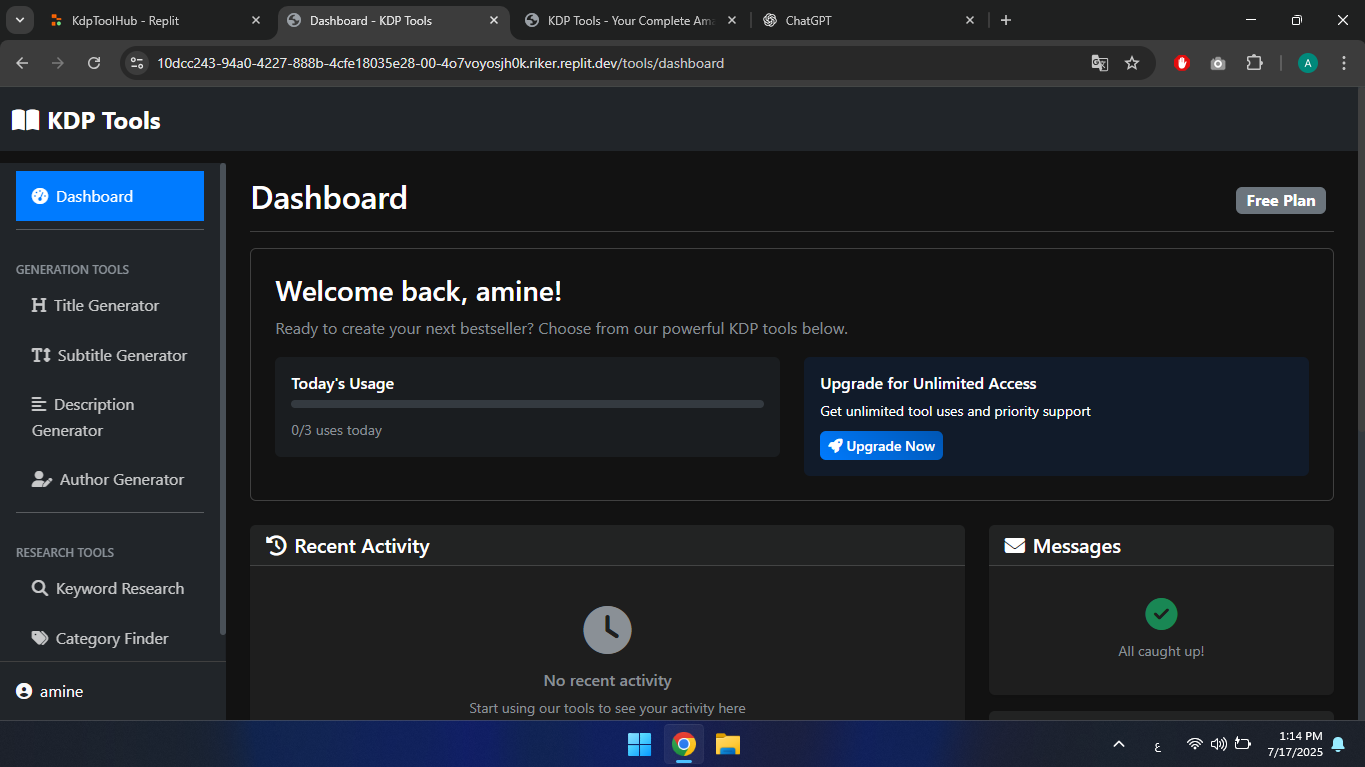 KdpToolHub - Replit
Dashboard - KDP Tools
KDP Tools - Your Complete Ama
ChatGPT
10dcc243-94a0-4227-888b-4cfe18035e28-00-4o7voyosjh0k.riker.replit.dev/tools/dashboard
A
KDP Tools
Dashboard
GENERATION TOOLS
Title Generator
Subtitle Generator
Description
Generator
Author Generator
RESEARCH TOOLS
Keyword Research
Category Finder
amine
Dashboard
Free Plan
Welcome back, amine!
Ready to create your next bestseller? Choose from our powerful KDP tools below.
Today's Usage
0/3 uses today
Upgrade for Unlimited Access
Get unlimited tool uses and priority support
Upgrade Now
Recent Activity
No recent activity
Start using our tools to see your activity here
Messages
All caught up!
ع
1:14 PM
7/17/2025